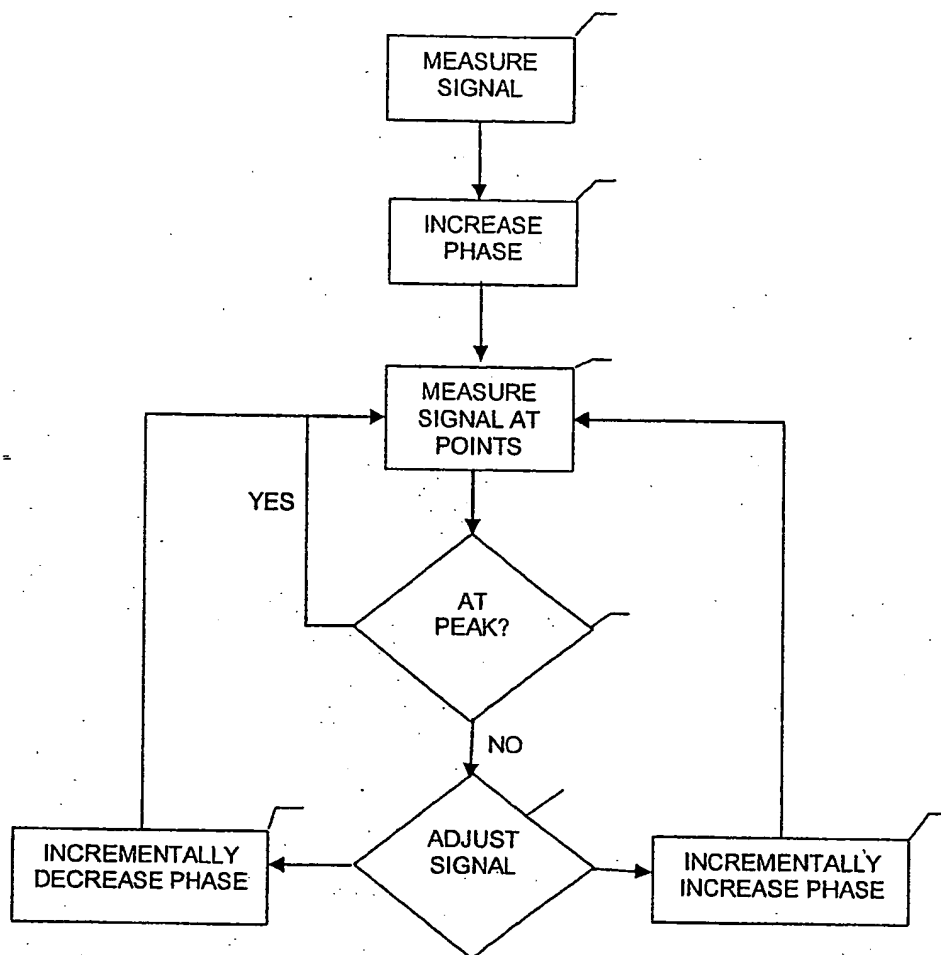 MEASURE
SIGNAL
INCREASE
PHASE
MEASURE
SIGNAL AT
POINTS
YES
AT
PEAK?
NO
ADJUST
SIGNAL
INCREMENTALLY
DECREASE PHASE
INCREMENTALLY
INCREASE PHASE